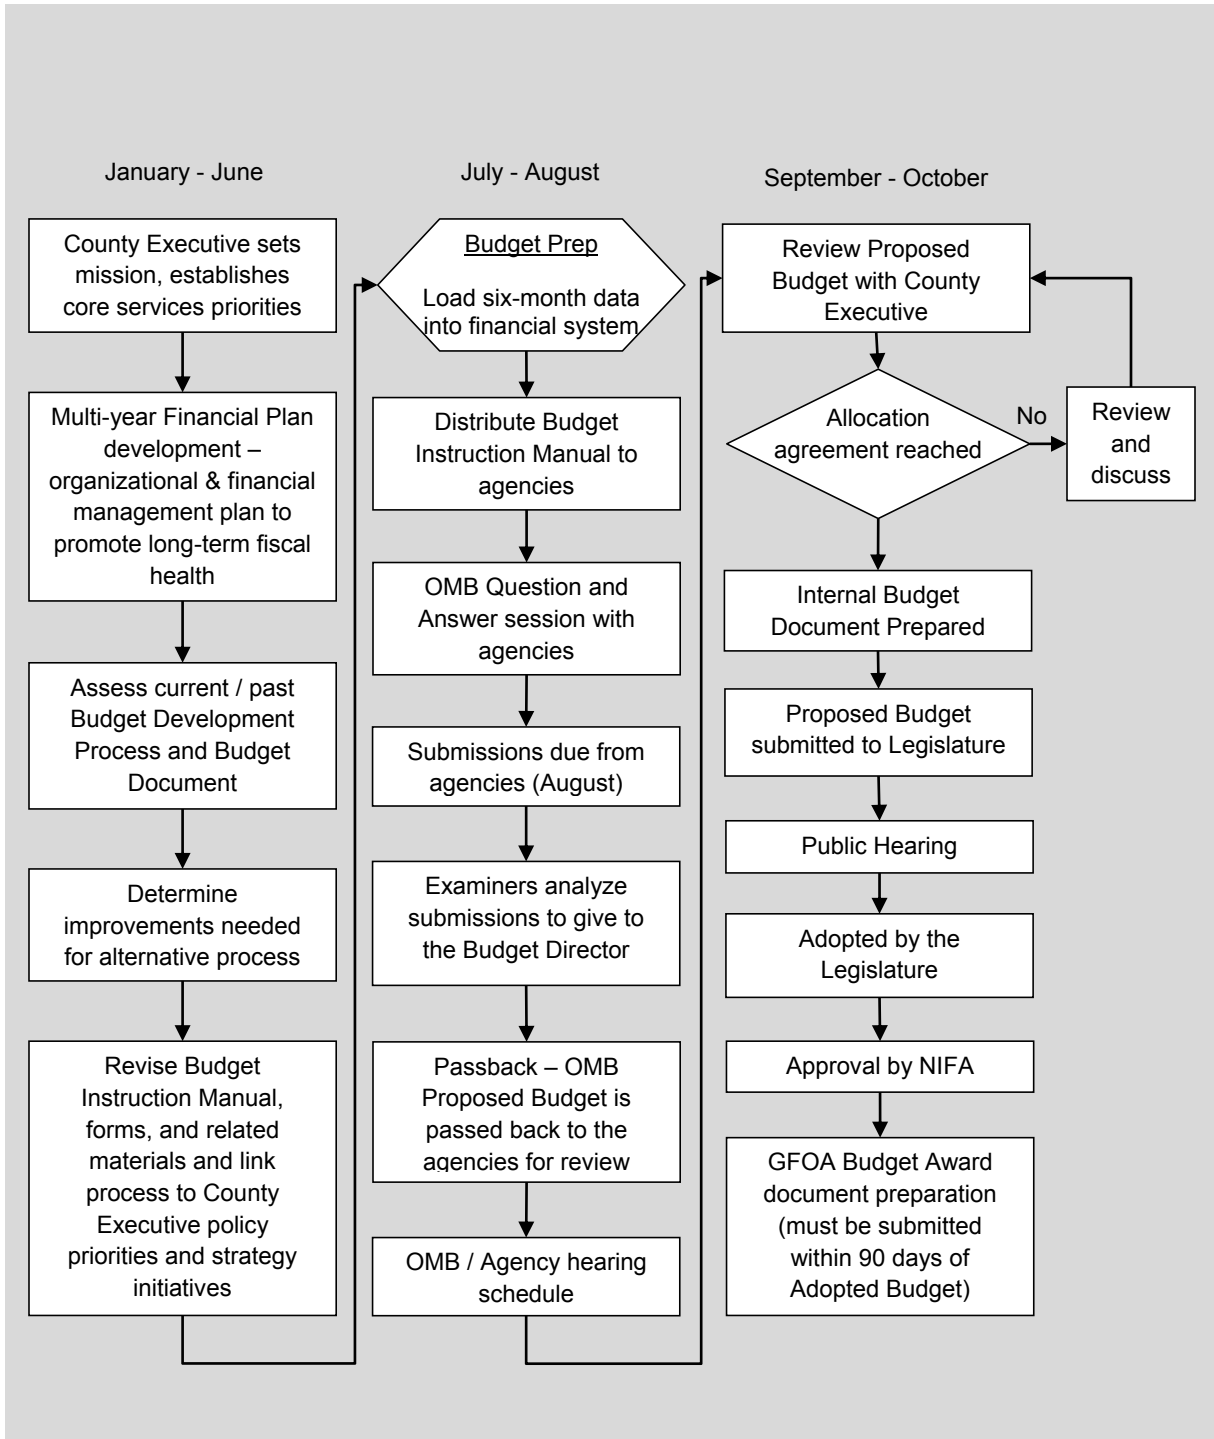 January - June
County Executive sets
mission, establishes
core services priorities
Multi-year Financial Plan
development –
organizational & financial
management plan to
promote long-term fiscal
health
Assess current / past
Budget Development
Process and Budget
Document
Determine
improvements needed
for alternative process
Revise Budget
Instruction Manual,
forms, and related
materials and link
process to County
Executive policy
priorities and strategy
initiatives
July - August
Budget Prep
Load six-month data
into financial system
Distribute Budget
Instruction Manual to
agencies
OMB Question and
Answer session with
agencies
Submissions due from
agencies (August)
Examiners analyze
submissions to give to
the Budget Director
Passback – OMB
Proposed Budget is
passed back to the
agencies for review
OMB / Agency hearing
schedule
September - October
Review Proposed
Budget with County
Executive
Allocation
agreement reached
No
Review
and
discuss
Internal Budget
Document Prepared
Proposed Budget
submitted to Legislature
Public Hearing
Adopted by the
Legislature
Approval by NIFA
GFOA Budget Award
document preparation
(must be submitted
within 90 days of
Adopted Budget)